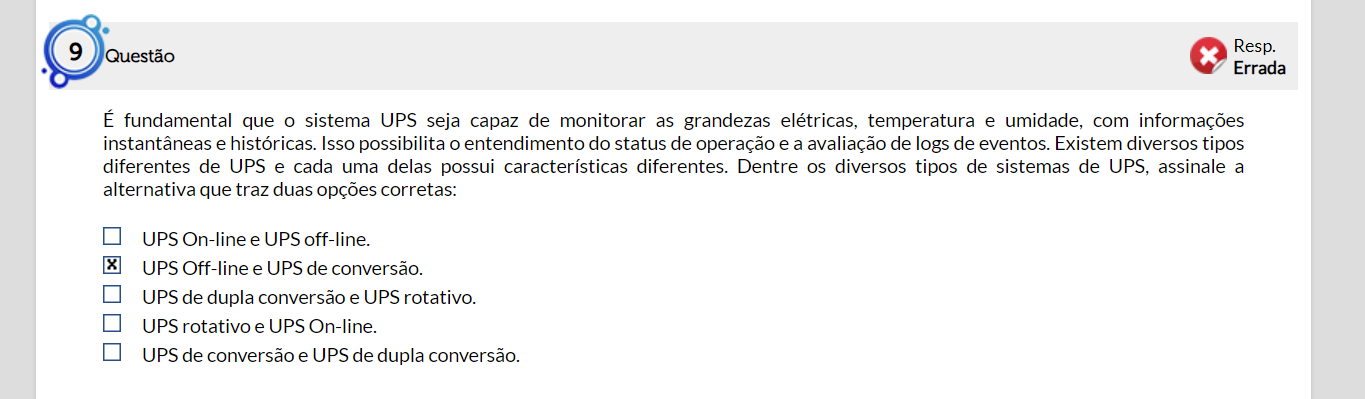 9 Questão
Resp.
Errada
É fundamental que o sistema UPS seja capaz de monitorar as grandezas elétricas, temperatura e umidade, com informações
instantâneas e históricas. Isso possibilita o entendimento do status de operação e a avaliação de logs de eventos. Existem diversos tipos
diferentes de UPS e cada uma delas possui características diferentes. Dentre os diversos tipos de sistemas de UPS, assinale a
alternativa que traz duas opções corretas:
UPS On-line e UPS off-line.
UPS Off-line e UPS de conversão.
UPS de dupla conversão e UPS rotativo.
UPS rotativo e UPS On-line.
UPS de conversão e UPS de dupla conversão.